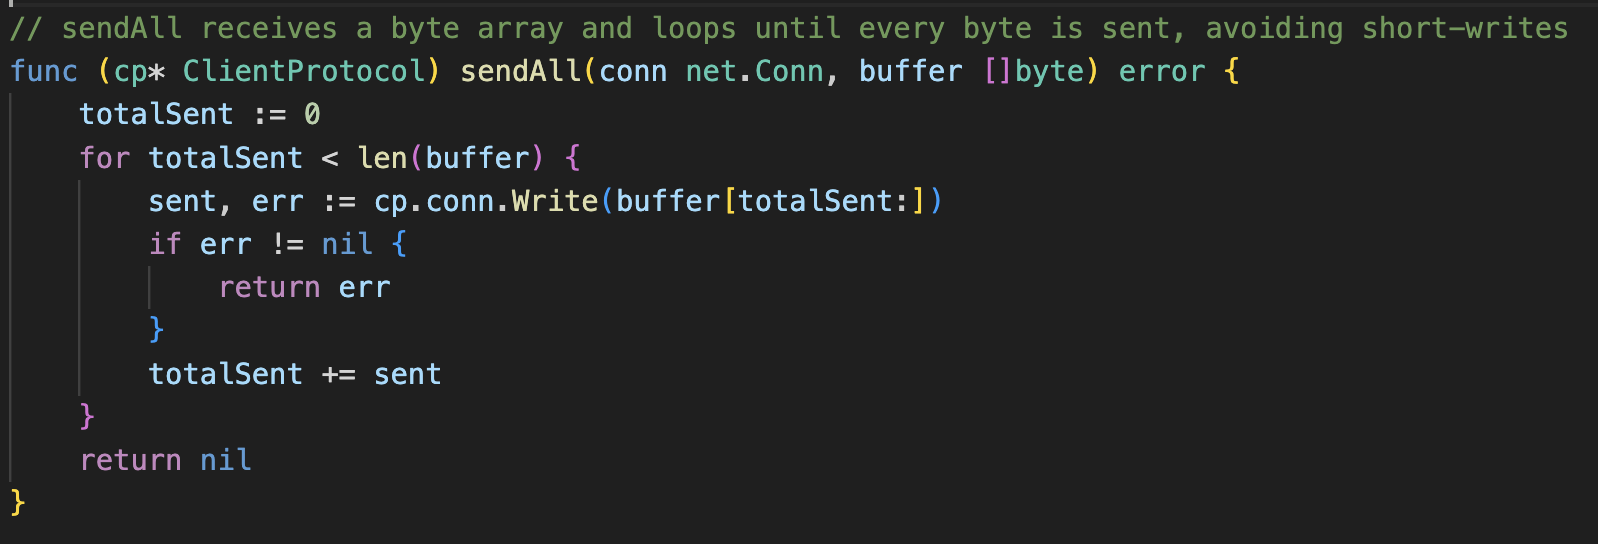 // sendAll receives a byte array and loops until every byte is sent, avoiding short-writes
func (cp* ClientProtocol) sendAll(conn net.Conn, buffer []byte) error {
    totalSent := 0
    for totalSent < len(buffer) {
        sent, err := cp.conn.Write(buffer[totalSent:])
        if err != nil {
            return err
        }
        totalSent += sent
    }
    return nil
}